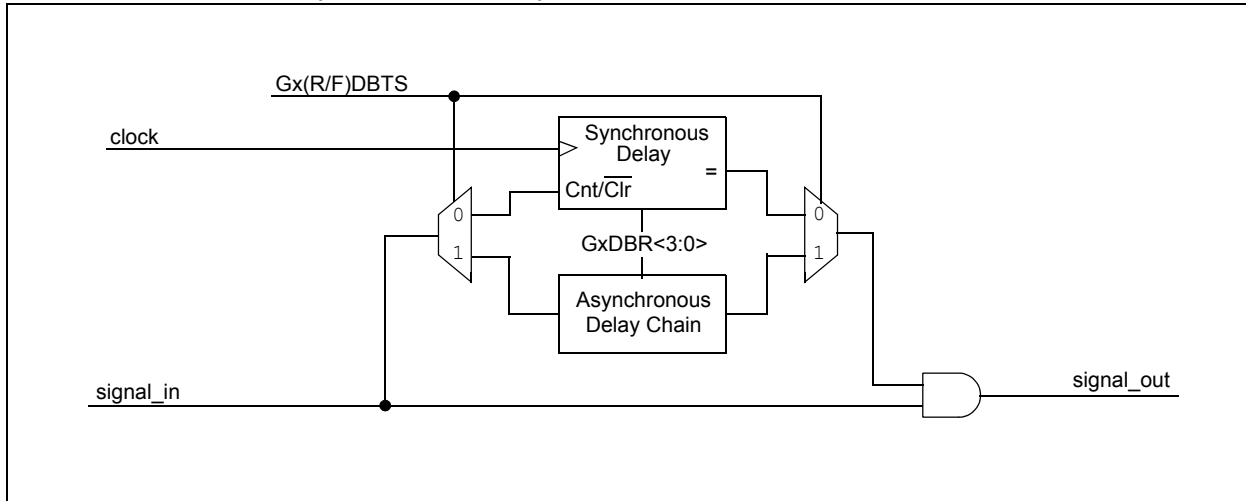 Gx(R/F)DBTS
clock
Synchronous
Delay
=
Cnt/Clr
0
1
GxDBR<3:0>
0
1
Asynchronous
Delay Chain
signal_in
signal_out